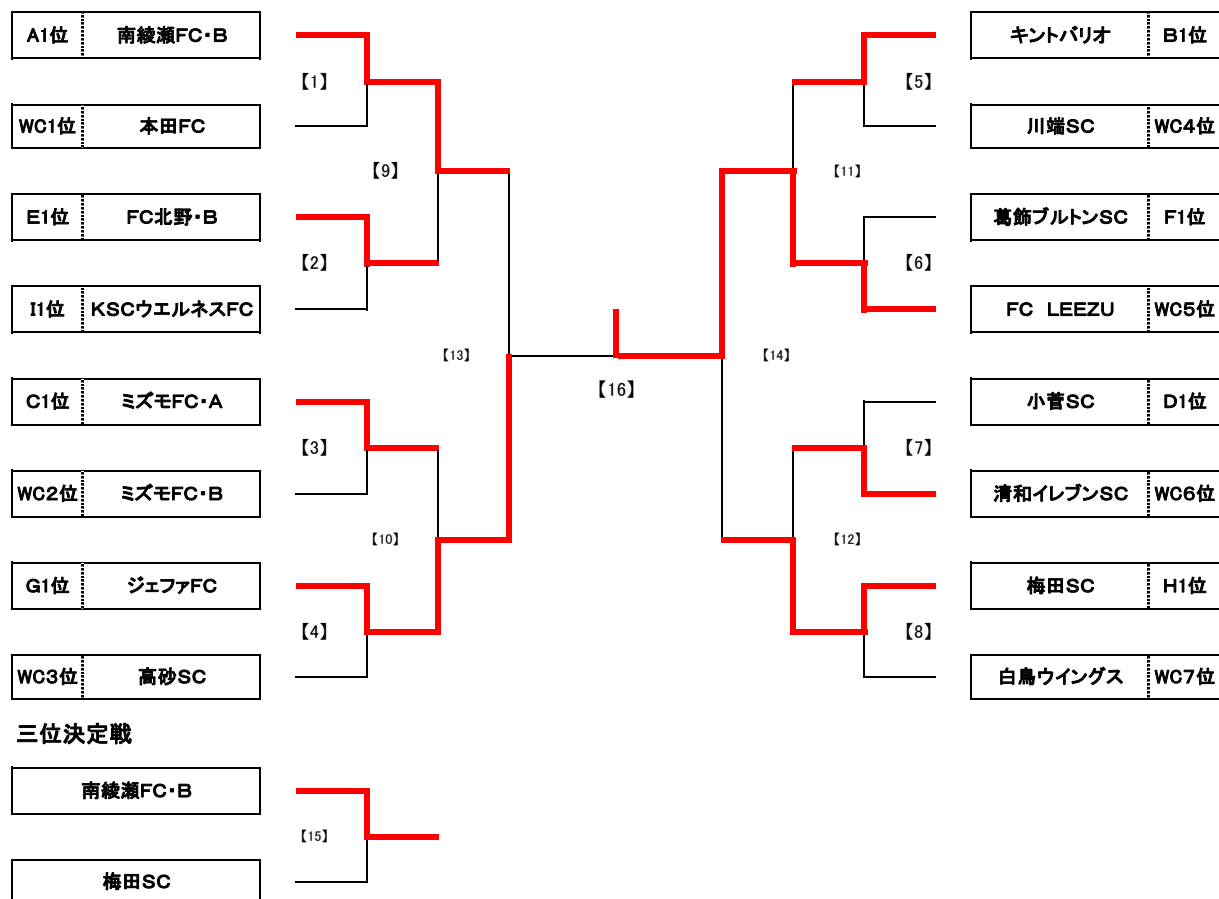 A1位 南綾瀬FC・B
キントバリオ B1位
【1】
【5】
WC1位 本田FC
川端SC WC4位
【9】
【11】
E1位 FC北野・B
葛飾ブルトンSC F1位
【2】
【6】
I1位 KSCウエルネスFC
FC LEEZU WC5位
【13】
【14】
【16】
C1位 ミズモFC・A
小菅SC D1位
【3】
【7】
WC2位 ミズモFC・B
清和イレブンSC WC6位
【10】
【12】
G1位 ジェファFC
梅田SC H1位
【4】
【8】
WC3位 高砂SC
白鳥ウイングス WC7位
三位決定戦
南綾瀬FC・B
【15】
梅田SC